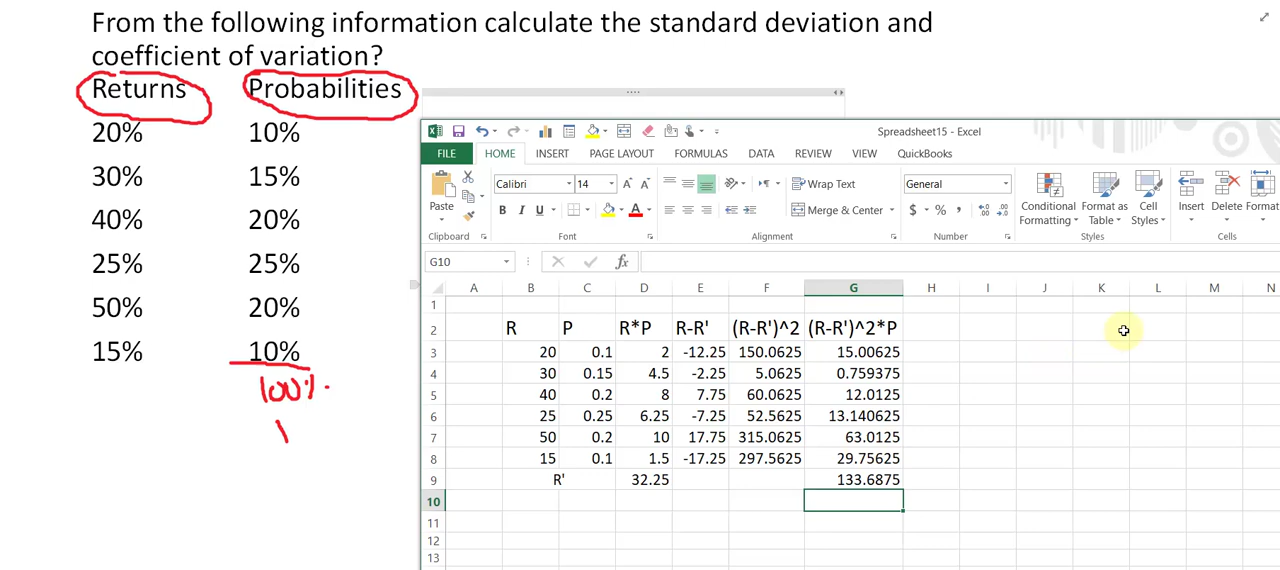 From the following information calculate the standard deviation and
coefficient of variation?
Returns Probabilities
20% 10%
30% 15%
40% 20%
25% 25%
50% 20%
15% 10%
100%
1
Spreadsheet15 - Excel
FILE HOME INSERT PAGE LAYOUT FORMULAS DATA REVIEW VIEW QuickBooks
Paste Calibri 14 A A Wrap Text General Conditional Formatting Format as Table Cell Styles Insert Delete Format
B I U A Merge & Center $ % ,
Clipboard Font Alignment Number Styles Cells
G10 fx
A B C D E F G H I J K L M N
1
2 R P R*P R-R' (R-R')^2 (R-R')^2*P
3 20 0.1 2 -12.25 150.0625 15.00625
4 30 0.15 4.5 -2.25 5.0625 0.759375
5 40 0.2 8 7.75 60.0625 12.0125
6 25 0.25 6.25 -7.25 52.5625 13.140625
7 50 0.2 10 17.75 315.0625 63.0125
8 15 0.1 1.5 -17.25 297.5625 29.75625
9 R' 32.25 133.6875
10
11
12
13